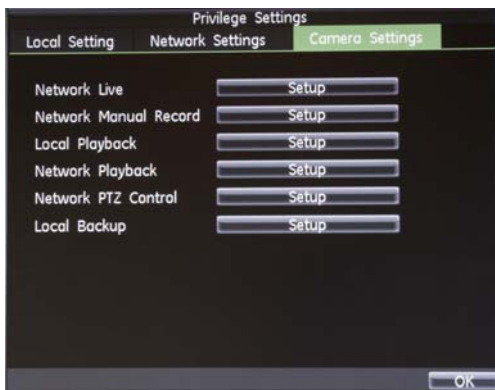 Privilege Settings
Local Setting Network Settings Camera Settings
Network Live Setup
Network Manual Record Setup
Local Playback Setup
Network Playback Setup
Network PTZ Control Setup
Local Backup Setup
OK